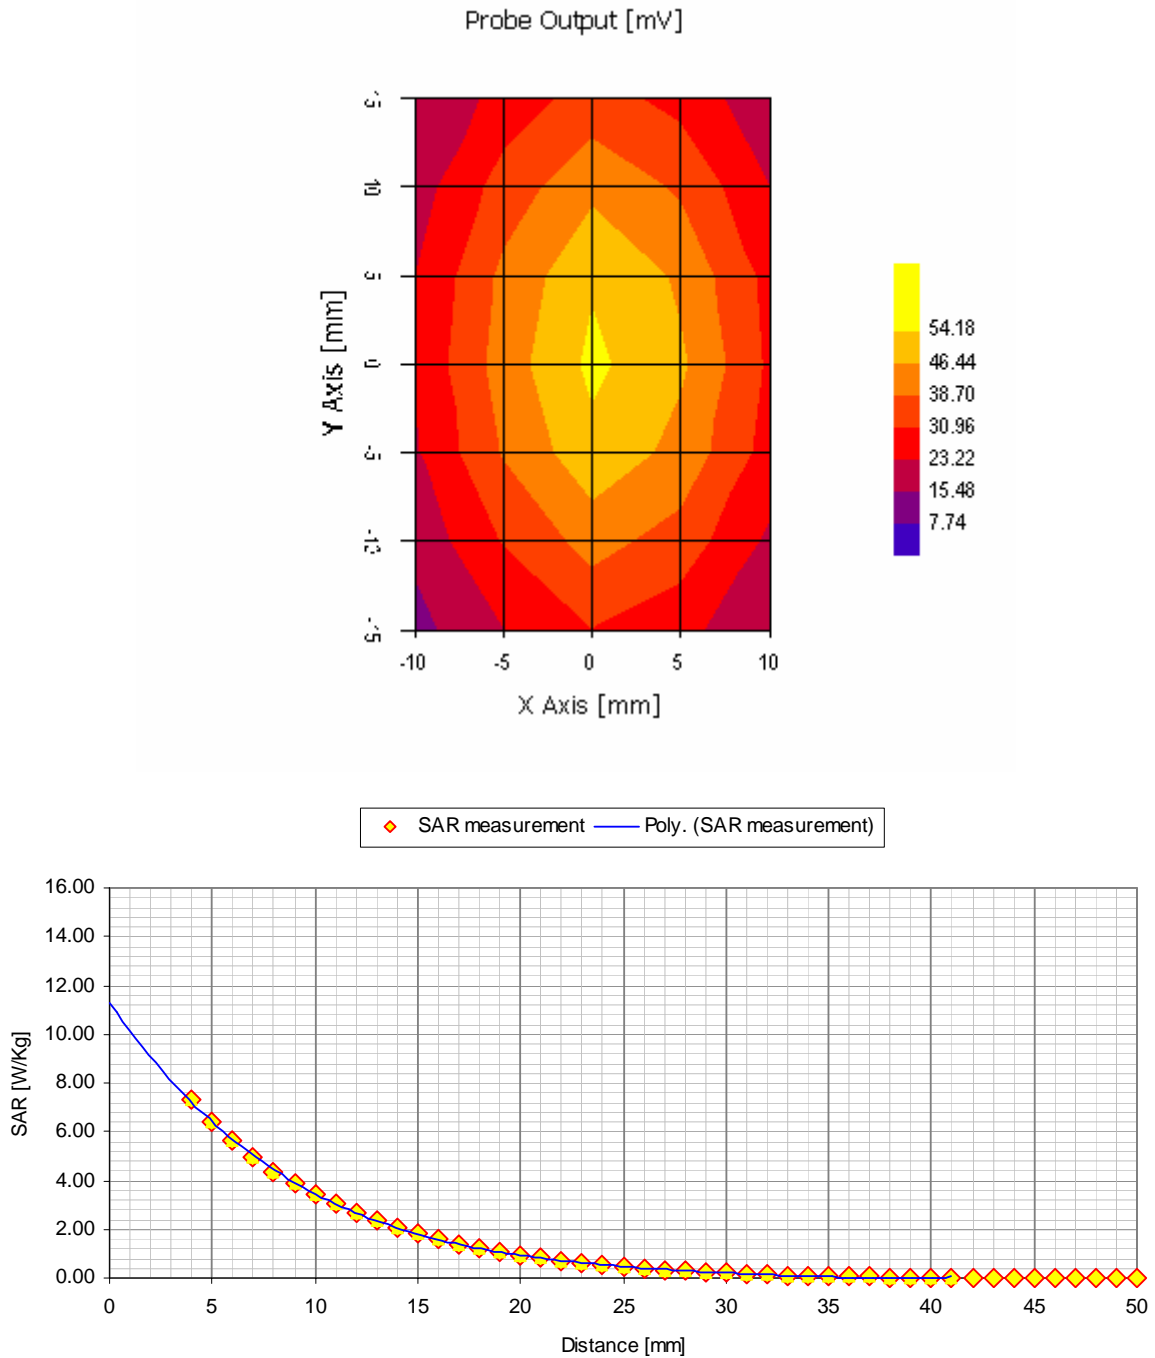 Probe Output [mV]
10
5
0
-5
Y Axis [mm]
-10 -5 0 5 10
X Axis [mm]
54.18
46.44
38.70
30.96
23.22
15.48
7.74
SAR measurement Poly. (SAR measurement)
16.00
14.00
12.00
10.00
8.00
6.00
4.00
2.00
0.00
SAR [W/Kg]
0 5 10 15 20 25 30 35 40 45 50
Distance [mm]